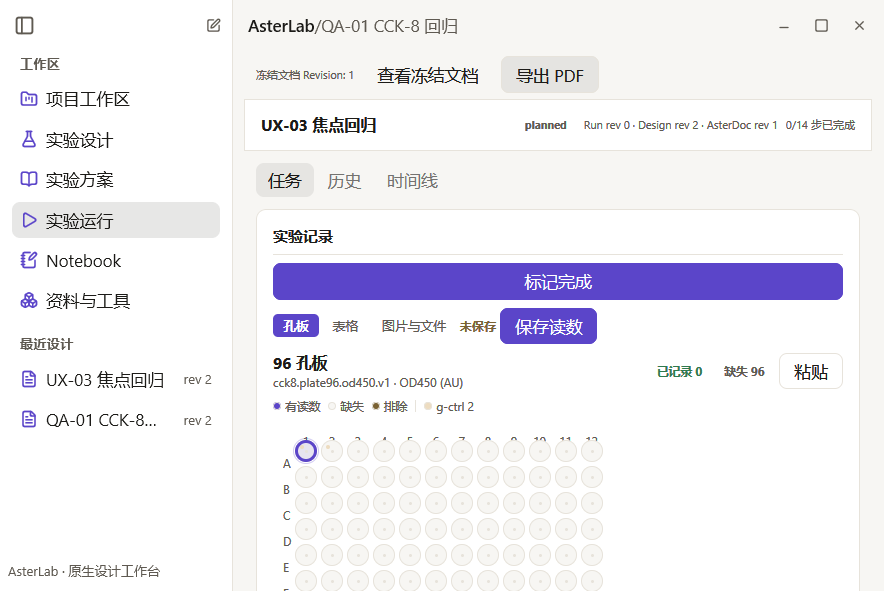 AsterLab/QA-01 CCK-8 回归
工作区
项目工作区
实验设计
实验方案
实验运行
Notebook
资料与工具
最近设计
UX-03 焦点回归 rev 2
QA-01 CCK-8... rev 2
AsterLab · 原生设计工作台
冻结文档 Revision: 1 查看冻结文档 导出 PDF
UX-03 焦点回归 planned Run rev 0 · Design rev 2 · AsterDoc rev 1 0/14 步已完成
任务 历史 时间线
实验记录
标记完成
孔板 表格 图片与文件 未保存 保存读数
96 孔板
cck8.plate96.od450.v1 · OD450 (AU)
已记录 0 缺失 96 粘贴
有读数 缺失 排除 g-ctrl 2
1 2 3 4 5 6 7 8 9 10 11 12
A
B
C
D
E